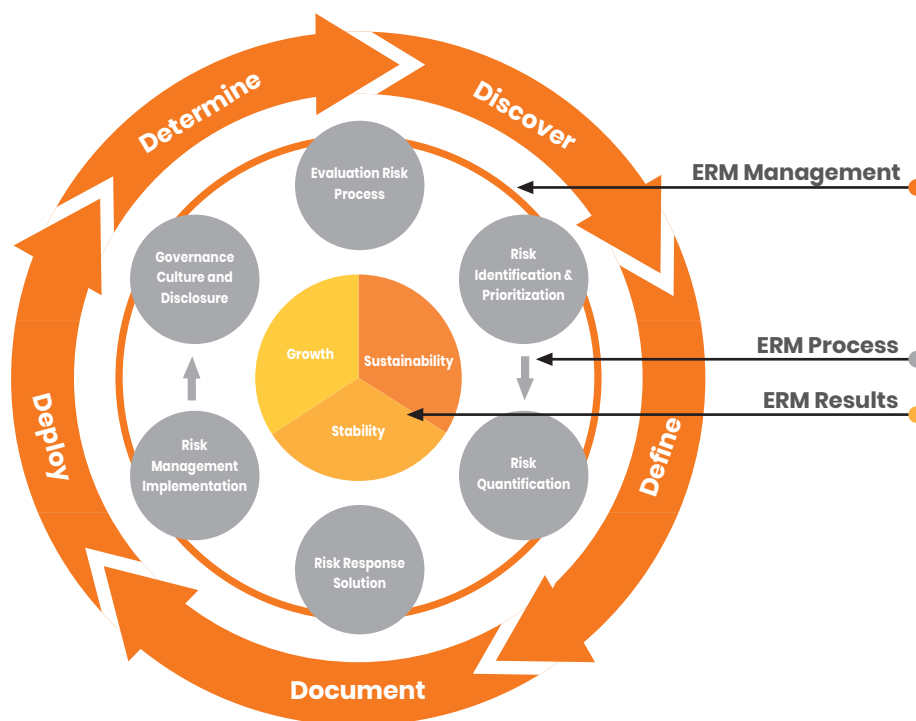 Determine
Discover
ERM Management
Evaluation Risk
Process
Governance
Culture and
Disclosure
Risk
Identification &
Prioritization
Growth
Sustainability
Stability
ERM Process
ERM Results
Deploy
Define
Risk
Management
Implementation
Risk
Quantification
Risk Response
Solution
Document